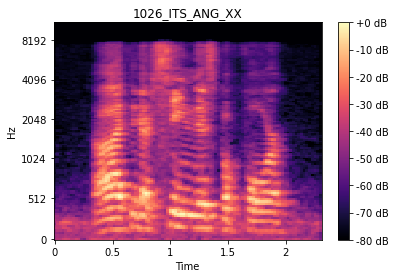 1026_ITS_ANG_XX
+0 dB
8192
-10 dB
4096
-20 dB
-30 dB
2048
-40 dB
Hz
1024
-50 dB
512
-60 dB
-70 dB
0
-80 dB
0 0.5 1 1.5 2
Time